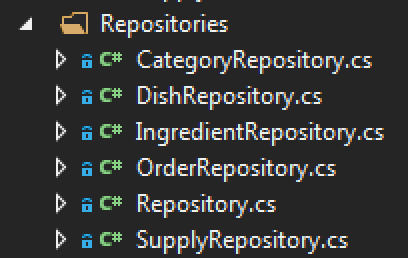 Repositories
C# CategoryRepository.cs
C# DishRepository.cs
C# IngredientRepository.cs
C# OrderRepository.cs
C# Repository.cs
C# SupplyRepository.cs